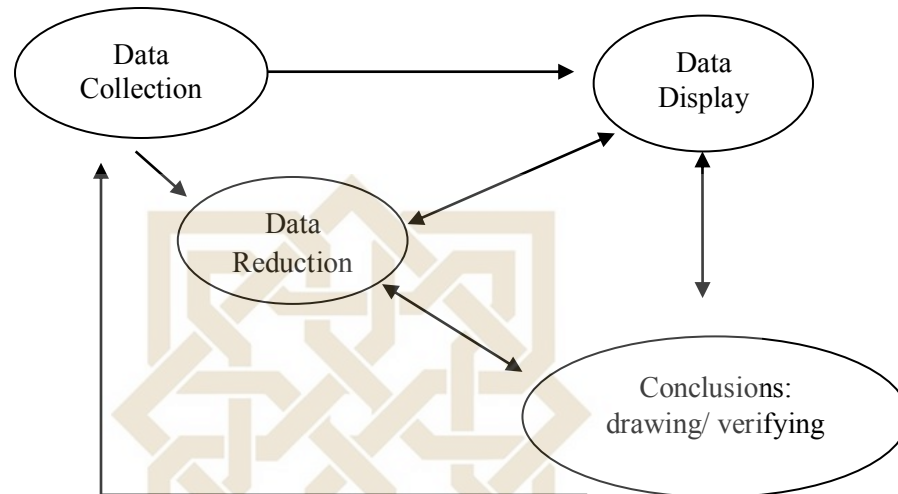 Data
Collection
Data
Display
Data
Reduction
Conclusions:
drawing/ verifying